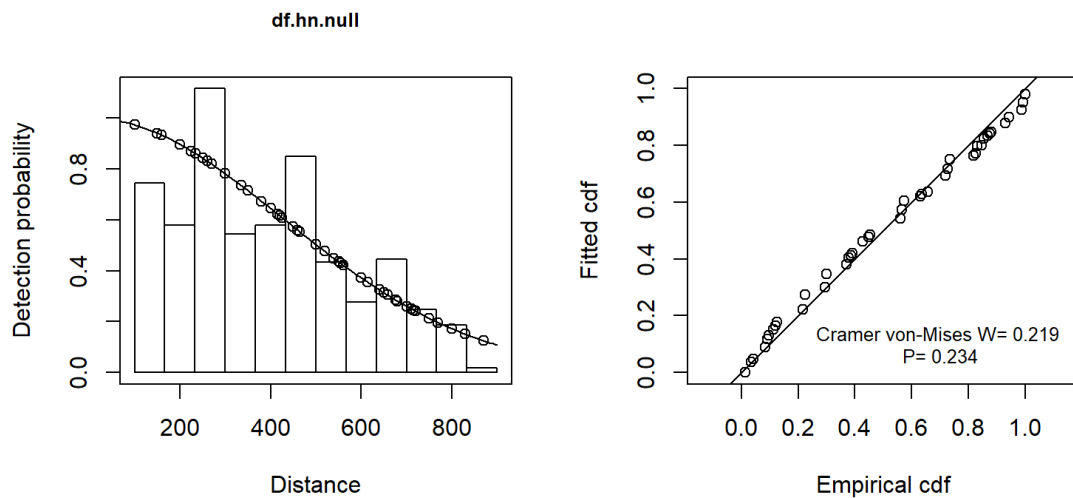 df.hn.null
Detection probability
0.0 0.4 0.8
200 400 600 800
Distance
Fitted cdf
0.0 0.2 0.4 0.6 0.8 1.0
Cramer von-Mises W= 0.219
P= 0.234
0.0 0.2 0.4 0.6 0.8 1.0
Empirical cdf